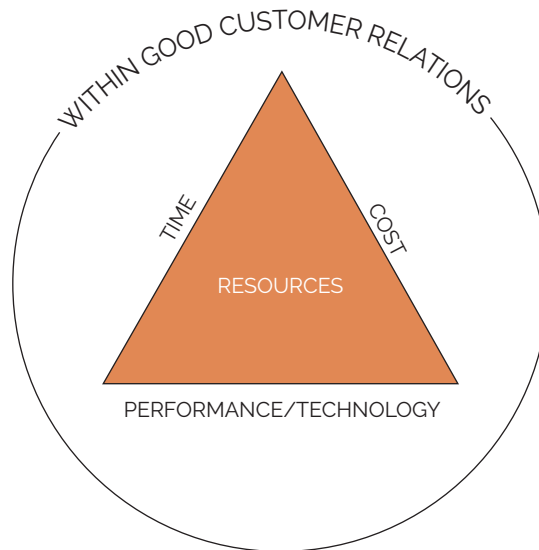 WITHIN GOOD CUSTOMER RELATIONS
TIME
COST
RESOURCES
PERFORMANCE/TECHNOLOGY